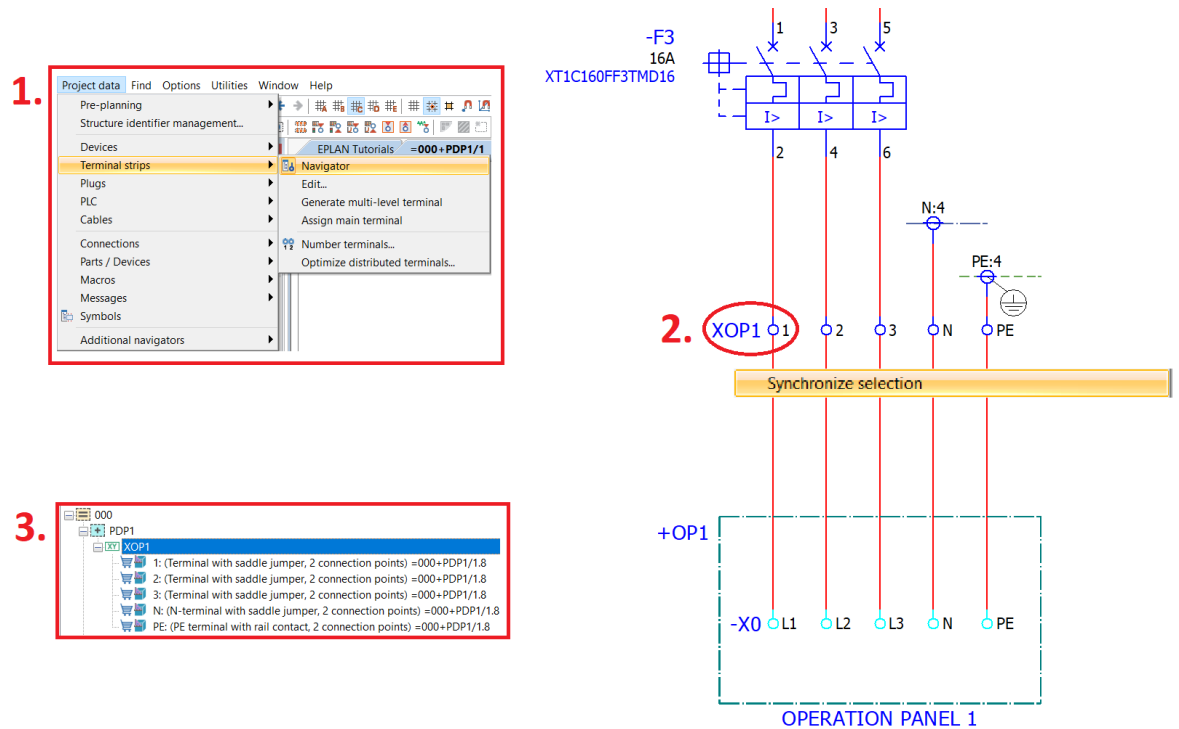 1.
Project data Find Options Utilities Window Help
Pre-planning
Structure identifier management...
Devices
Terminal strips
Plugs
PLC
Cables
Connections
Parts / Devices
Macros
Messages
Symbols
Additional navigators
EPLAN Tutorials =000+PDP1/1
Navigator
Edit...
Generate multi-level terminal
Assign main terminal
Number terminals...
Optimize distributed terminals...
-F3
16A
XT1C160FF3TMD16
1 3 5
I> I> I>
2 4 6
N:4
PE:4
2.
XOP1 1 2 3 N PE
Synchronize selection
3.
000
PDP1
XY XOP1
1: (Terminal with saddle jumper, 2 connection points) =000+PDP1/1.8
2: (Terminal with saddle jumper, 2 connection points) =000+PDP1/1.8
3: (Terminal with saddle jumper, 2 connection points) =000+PDP1/1.8
N: (N-terminal with saddle jumper, 2 connection points) =000+PDP1/1.8
PE: (PE terminal with rail contact, 2 connection points) =000+PDP1/1.8
+OP1
-X0 L1 L2 L3 N PE
OPERATION PANEL 1